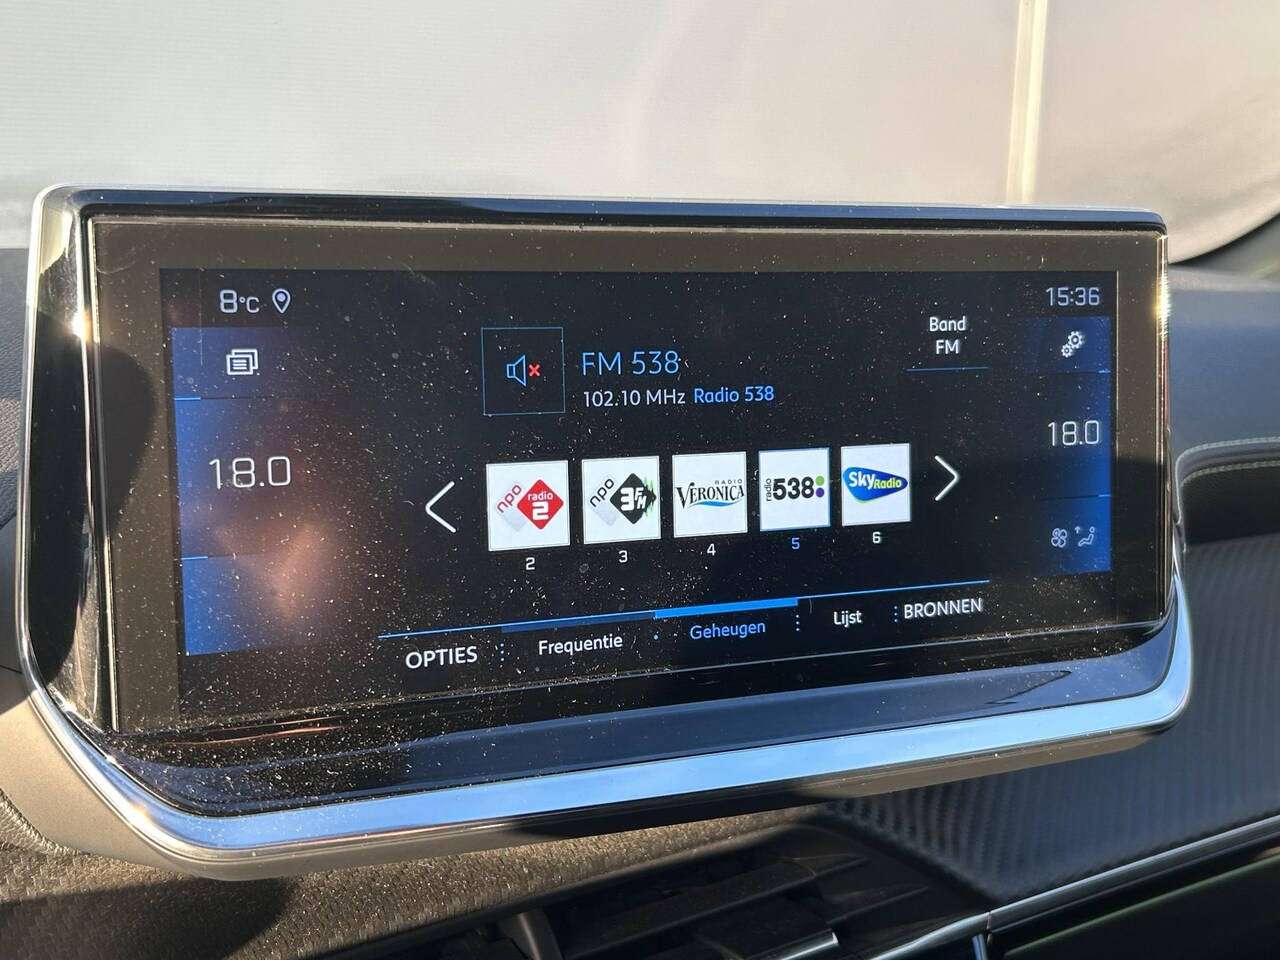 8°C
15:36
Band
FM
FM 538
102.10 MHz Radio 538
18.0
18.0
npo radio 2
npo 3FM
RADIO VERONICA
radio 538
Sky Radio
2
3
4
5
6
OPTIES
Frequentie
Geheugen
Lijst
BRONNEN